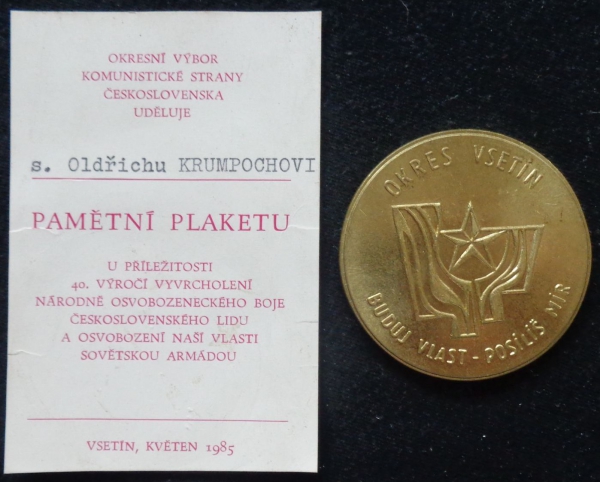 OKRESNÍ VÝBOR
KOMUNISTICKÉ STRANY
ČESKOSLOVENSKA
UDĚLUJE
s. Oldřichu KRUMPOCHOVI
PAMĚTNÍ PLAKETU
U PŘÍLEŽITOSTI
40. VÝROČÍ VYVRCHOLENÍ
NÁRODNĚ OSVOBOZENECKÉHO BOJE
ČESKOSLOVENSKÉHO LIDU
A OSVOBOZENÍ NAŠÍ VLASTI
SOVĚTSKOU ARMÁDOU
VSETÍN, KVĚTEN 1985
OKRES VSETÍN
BUDUJ VLAST - POSÍLÍŠ MÍR